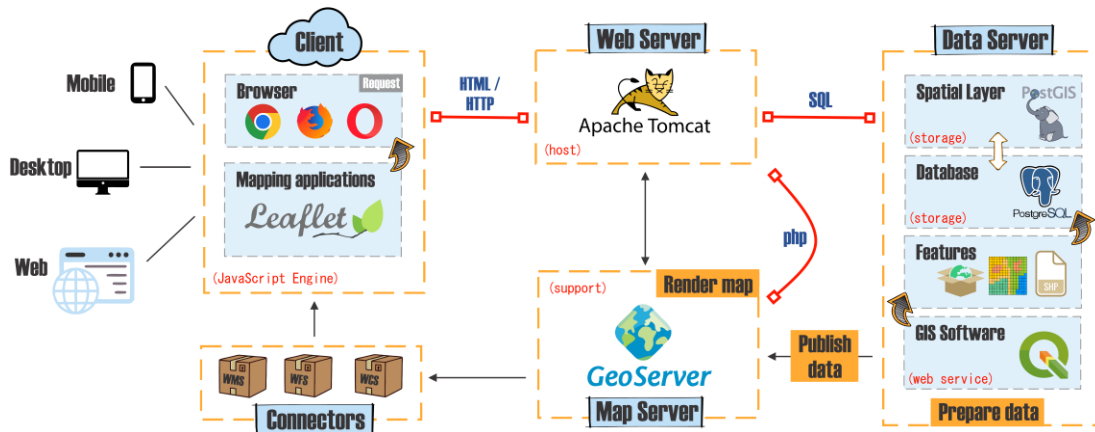 Client
Web Server
Data Server
Mobile
Desktop
Web
Browser
Request
Mapping applications
Leaflet
(JavaScript Engine)
HTML /
HTTP
Apache Tomcat
(host)
SQL
php
Spatial Layer
PostGIS
(storage)
Database
(storage)
PostgreSQL
Features
SHP
GIS Software
(web service)
Prepare data
Publish
data
(support)
Render map
GeoServer
Map Server
WMS
WFS
WCS
Connectors